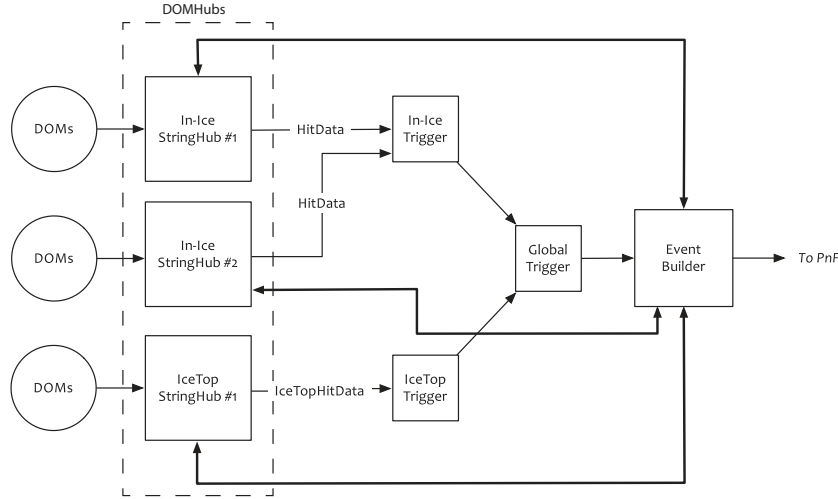 DOMHubs
DOMs
In-Ice
StringHub #1
HitData
In-Ice
Trigger
HitData
DOMs
In-Ice
StringHub #2
Global
Trigger
Event
Builder
To PnF
DOMs
IceTop
StringHub #1
IceTopHitData
IceTop
Trigger